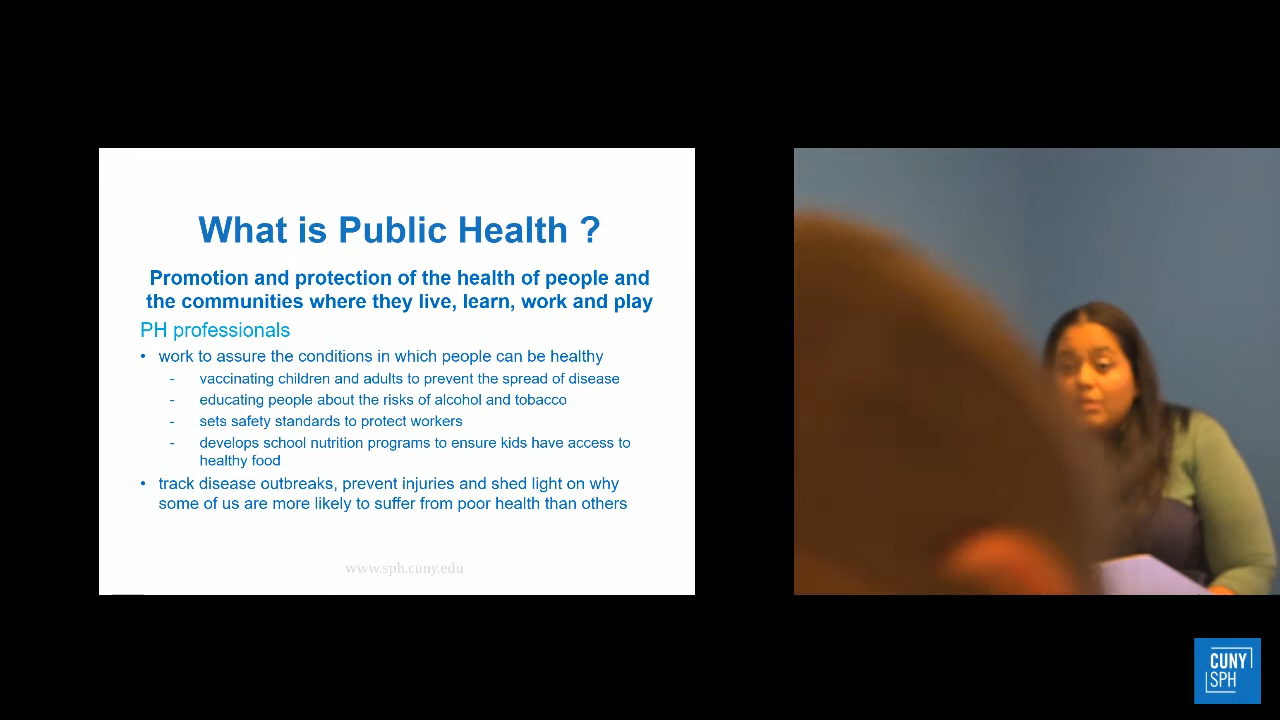 What is Public Health ?
Promotion and protection of the health of people and
the communities where they live, learn, work and play
PH professionals
• work to assure the conditions in which people can be healthy
- vaccinating children and adults to prevent the spread of disease
- educating people about the risks of alcohol and tobacco
- sets safety standards to protect workers
- develops school nutrition programs to ensure kids have access to
healthy food
• track disease outbreaks, prevent injuries and shed light on why
some of us are more likely to suffer from poor health than others
www.sph.cuny.edu
CUNY
SPH